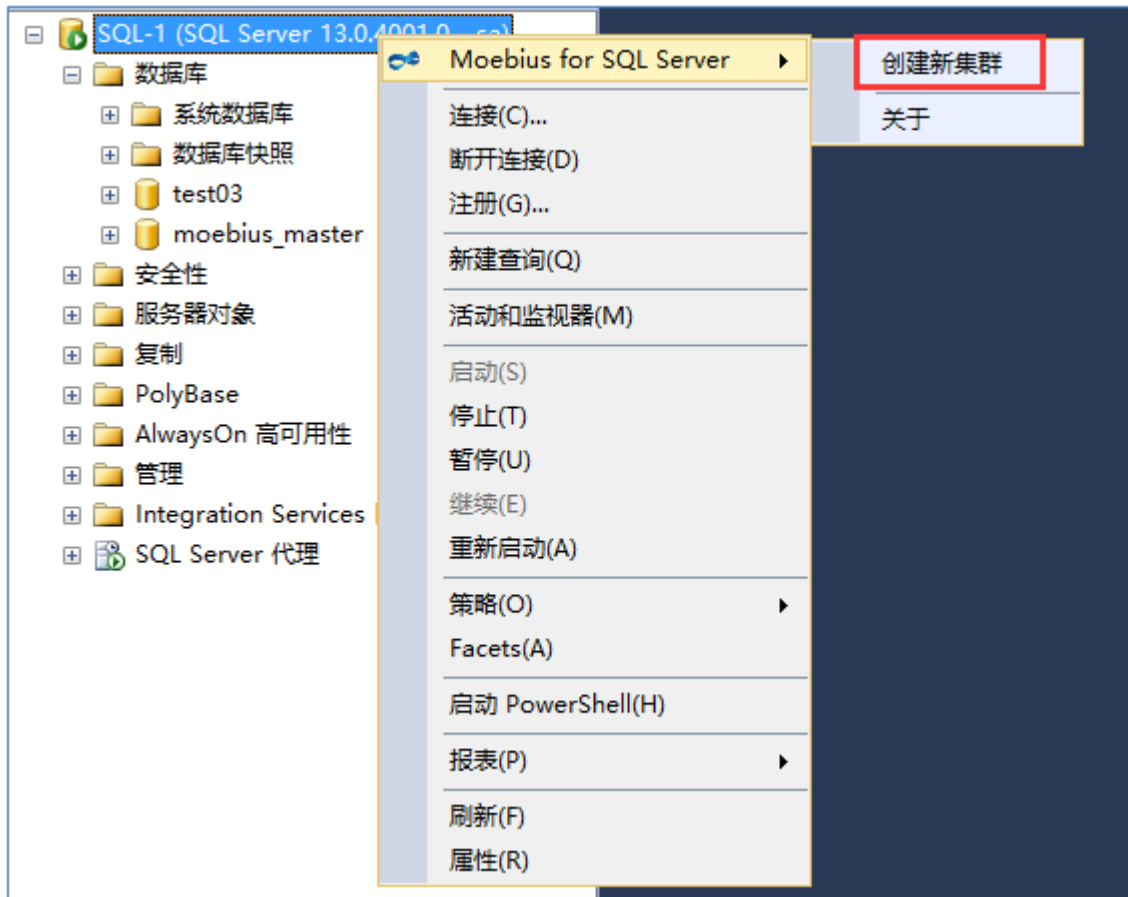 SQL-1 (SQL Server 13.0.4001.0
数据库
系统数据库
数据库快照
test03
moebius_master
安全性
服务器对象
复制
PolyBase
AlwaysOn 高可用性
管理
Integration Services
SQL Server 代理
Moebius for SQL Server
连接(C)...
断开连接(D)
注册(G)...
新建查询(Q)
活动和监视器(M)
启动(S)
停止(T)
暂停(U)
继续(E)
重新启动(A)
策略(O)
Facets(A)
启动 PowerShell(H)
报表(P)
刷新(F)
属性(R)
创建新集群
关于